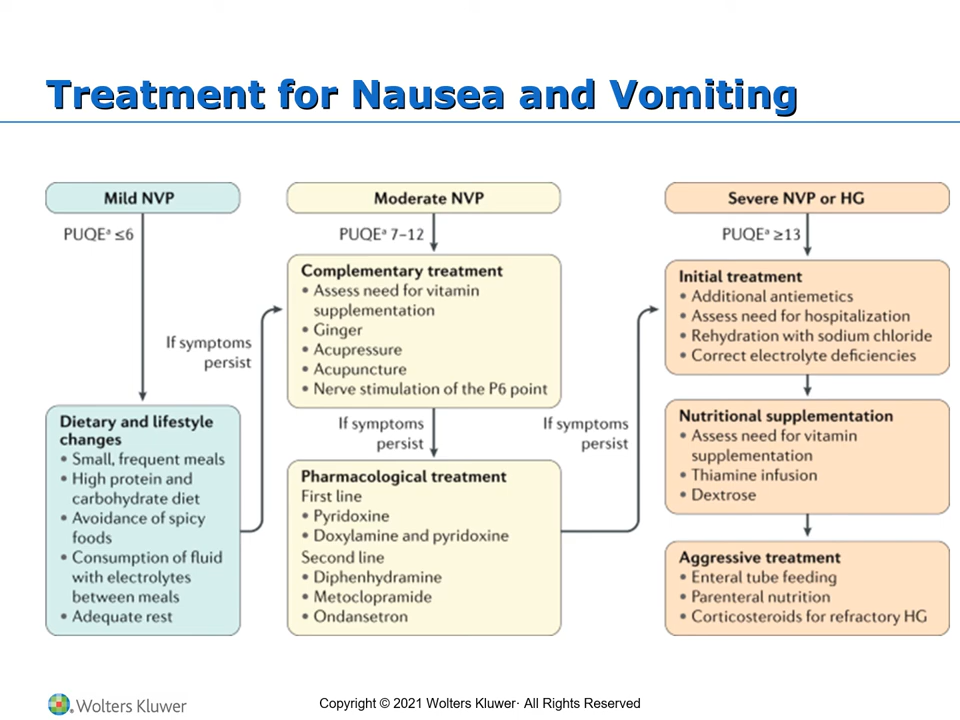 Treatment for Nausea and Vomiting
Mild NVP
PUQEᵃ ≤6
If symptoms
persist
Dietary and lifestyle
changes
• Small, frequent meals
• High protein and
carbohydrate diet
• Avoidance of spicy
foods
• Consumption of fluid
with electrolytes
between meals
• Adequate rest
Moderate NVP
PUQEᵃ 7–12
Complementary treatment
• Assess need for vitamin
supplementation
• Ginger
• Acupressure
• Acupuncture
• Nerve stimulation of the P6 point
If symptoms
persist
Pharmacological treatment
First line
• Pyridoxine
• Doxylamine and pyridoxine
Second line
• Diphenhydramine
• Metoclopramide
• Ondansetron
If symptoms
persist
Severe NVP or HG
PUQEᵃ ≥13
Initial treatment
• Additional antiemetics
• Assess need for hospitalization
• Rehydration with sodium chloride
• Correct electrolyte deficiencies
Nutritional supplementation
• Assess need for vitamin
supplementation
• Thiamine infusion
• Dextrose
Aggressive treatment
• Enteral tube feeding
• Parenteral nutrition
• Corticosteroids for refractory HG
Wolters Kluwer
Copyright © 2021 Wolters Kluwer· All Rights Reserved